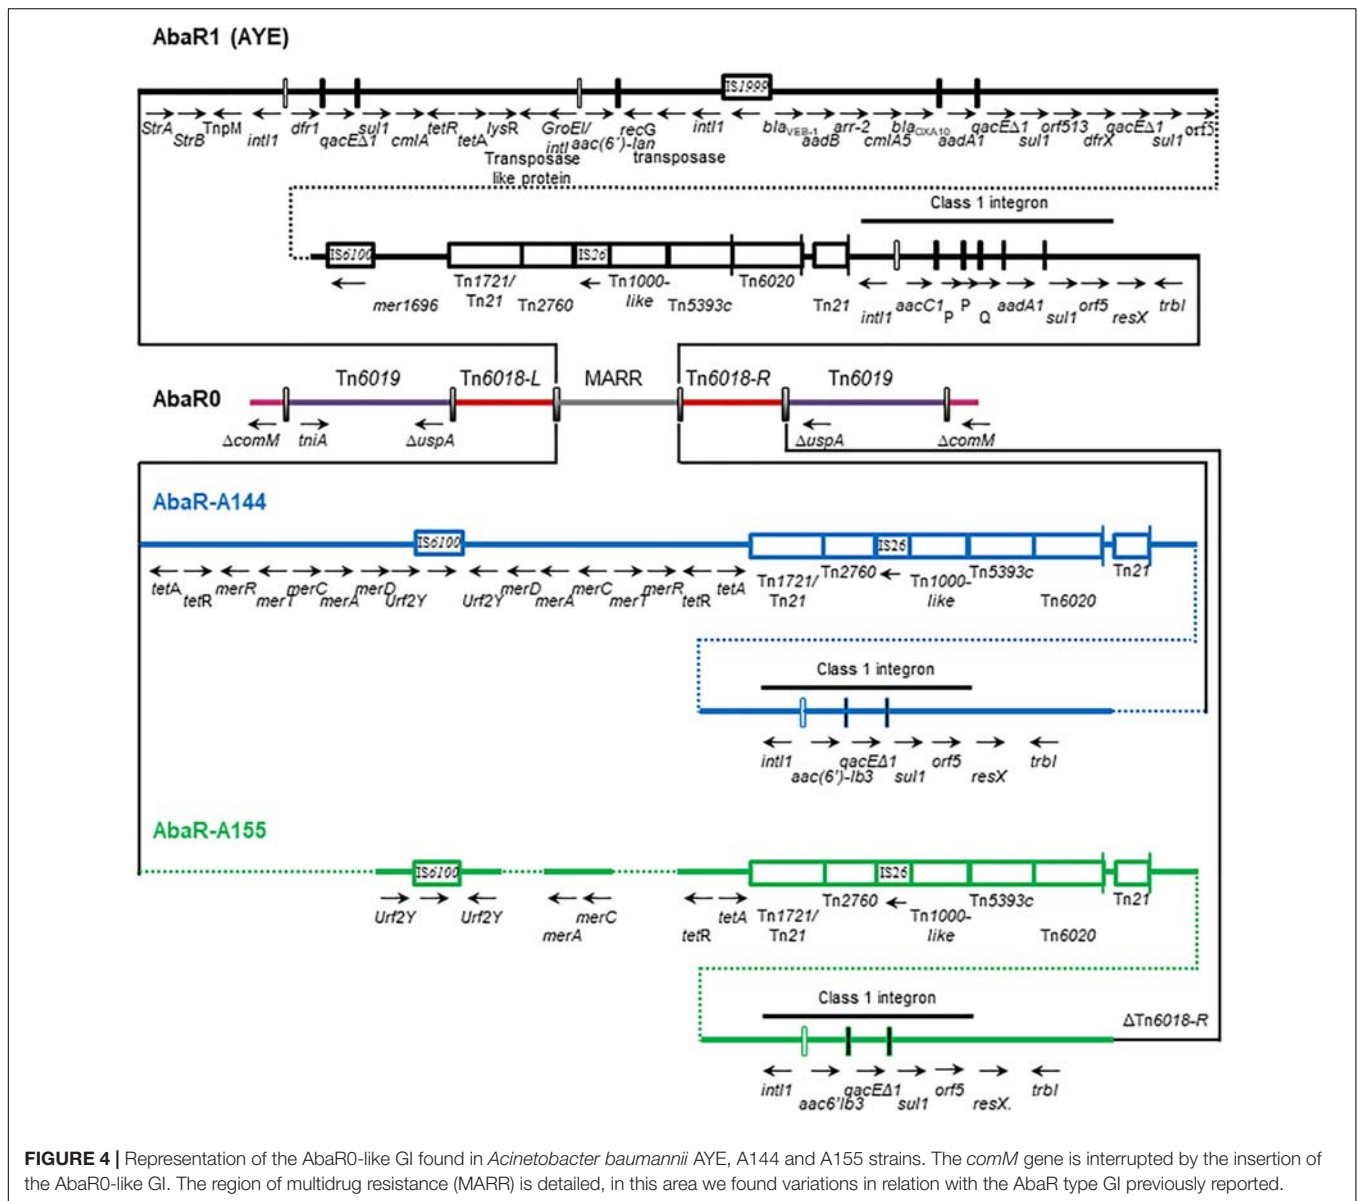 AbaR1 (AYE)
IS1999
StrA StrB TnpM intI1 dfr1 qacEΔ1 sul1 cmlA tetR tetA lysR GroEl/ intI aac(6')-Ian recG intI1 blaVEB-1 aadB arr-2 cmlA5 blaOXA10 aadA1 qacEΔ1 sul1 orf513 dfrX qacEΔ1 sul1 orf5
Transposase transposase
like protein
Class 1 integron
IS6100 IS26
mer1696 Tn1721/ Tn21 Tn2760 Tn1000- like Tn5393c Tn6020 Tn21 intI1 aacC1 P P Q aadA1 sul1 orf5 resX trbI
Tn6019 Tn6018-L MARR Tn6018-R Tn6019
AbaR0
ΔcomM tniA ΔuspA ΔuspA ΔcomM
AbaR-A144
IS6100 IS26
tetA tetR merR merT merC merA merD Urf2Y Urf2Y merD merA merC merT merR tetR tetA Tn1721/ Tn21 Tn2760 Tn1000- like Tn5393c Tn6020 Tn21
Class 1 integron
intI1 aac(6')-Ib3 qacEΔ1 sul1 orf5 resX trbI
AbaR-A155
IS6100 IS26
Urf2Y Urf2Y merA merC tetR tetA Tn1721/ Tn21 Tn2760 Tn1000- like Tn5393c Tn6020 Tn21
Class 1 integron
ΔTn6018-R
intI1 aac6'Ib3 qacEΔ1 sul1 orf5 resX. trbI
FIGURE 4 | Representation of the AbaR0-like GI found in Acinetobacter baumannii AYE, A144 and A155 strains. The comM gene is interrupted by the insertion of
the AbaR0-like GI. The region of multidrug resistance (MARR) is detailed, in this area we found variations in relation with the AbaR type GI previously reported.